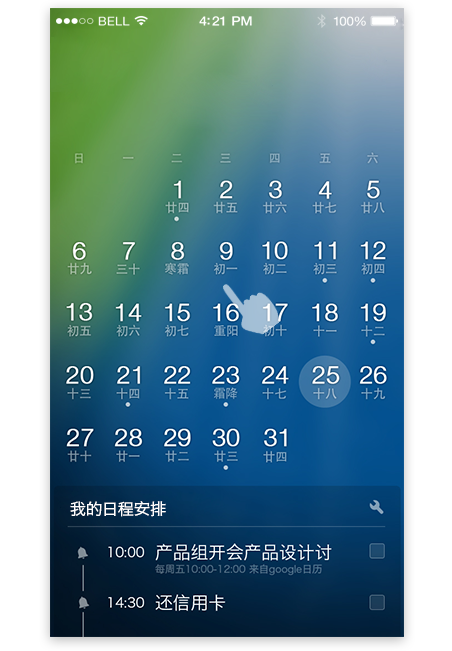 BELL 4:21 PM 100%
日 一 二 三 四 五 六
1 2 3 4 5
廿四 廿五 廿六 廿七 廿八
6 7 8 9 10 11 12
廿九 三十 寒霜 初一 初二 初三 初四
13 14 15 16 17 18 19
初五 初六 初七 重阳 初十 十一 十二
20 21 22 23 24 25 26
十三 十四 十五 霜降 十七 十八 十九
27 28 29 30 31
廿十 廿一 廿二 廿三 廿四
我的日程安排
10:00 产品组开会产品设计讨
每周五10:00-12:00 来自google日历
14:30 还信用卡